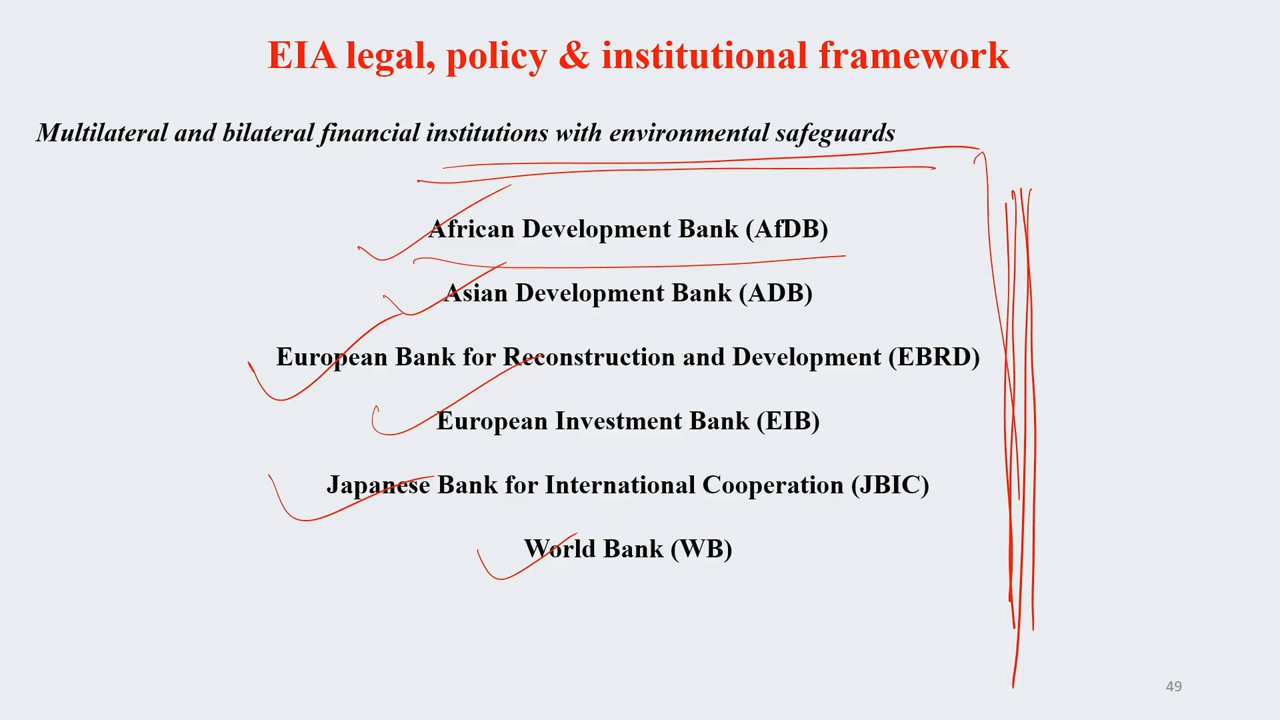 EIA legal, policy & institutional framework
Multilateral and bilateral financial institutions with environmental safeguards
African Development Bank (AfDB)
Asian Development Bank (ADB)
European Bank for Reconstruction and Development (EBRD)
European Investment Bank (EIB)
Japanese Bank for International Cooperation (JBIC)
World Bank (WB)
49